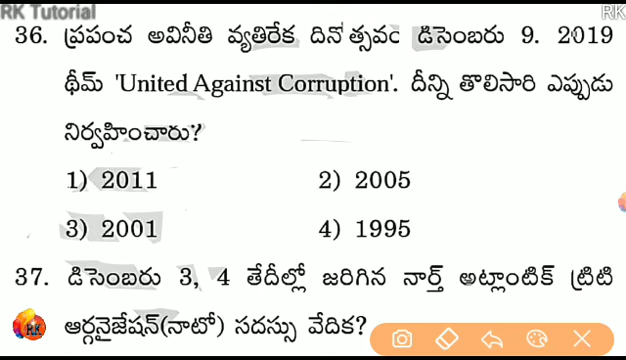 RK Tutorial
RK
36. ప్రపంచ అవినీతి వ్యతిరేక దినోత్సవం డిసెంబరు 9. 2019
థీమ్ 'United Against Corruption'. దీన్ని తొలిసారి ఎప్పుడు
నిర్వహించారు?
1) 2011 2) 2005
3) 2001 4) 1995
37. డిసెంబరు 3, 4 తేదీల్లో జరిగిన నార్త్ అట్లాంటిక్ ట్రిటి
ఆర్గనైజేషన్(నాటో) సదస్సు వేదిక?
RK